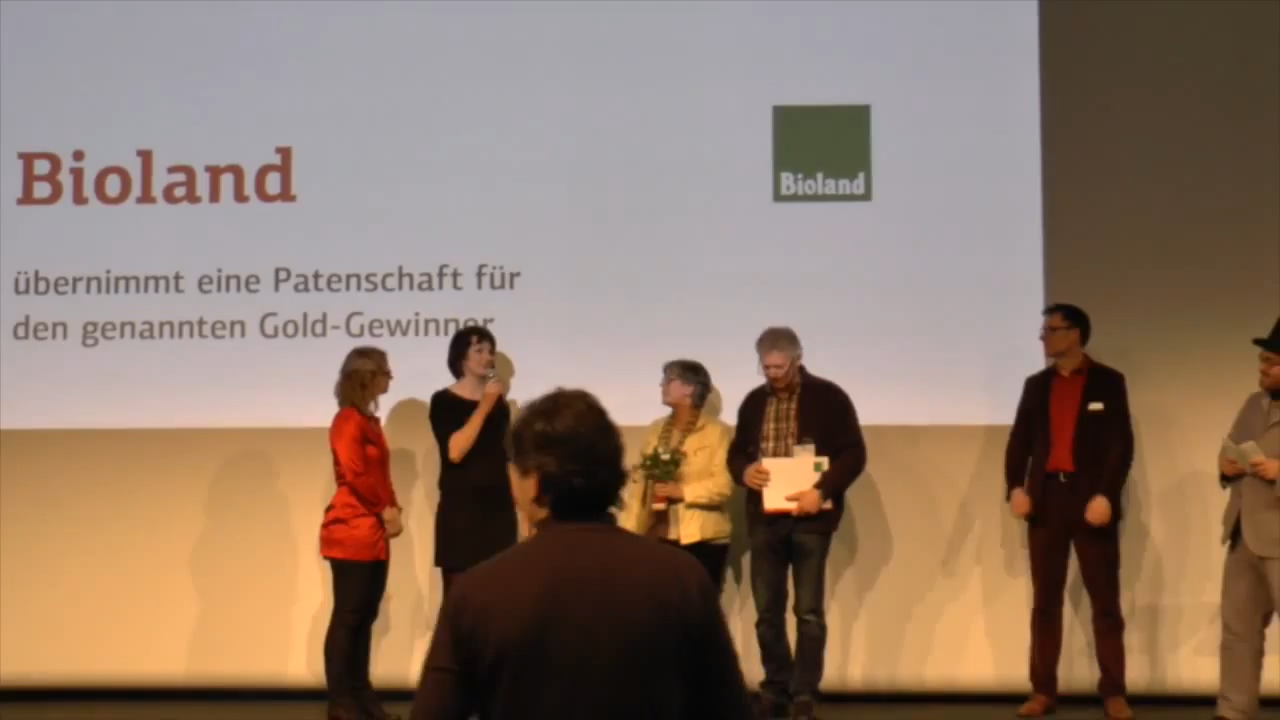 Bioland
Bioland
übernimmt eine Patenschaft für
den genannten Gold-Gewinner